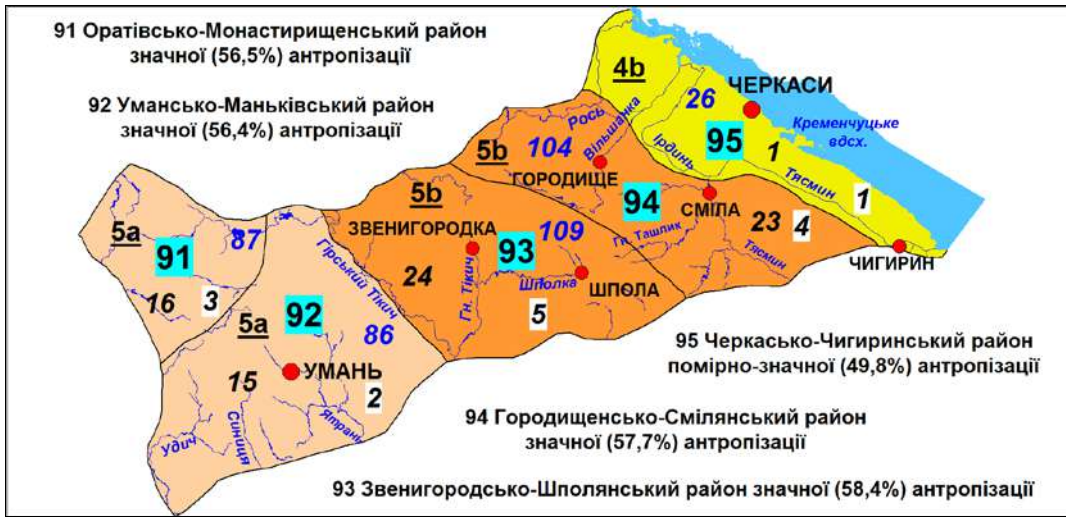 91 Оратівсько-Монастирищенський район
значної (56,5%) антропізації
92 Умансько-Маньківський район
значної (56,4%) антропізації
4b
ЧЕРКАСИ
26
Кременчуцьке
вдсх.
Рось
Вільшанка
Ірдинь
95
1
Тясмин
1
5b
104
ГОРОДИЩЕ
94
СМІЛА
23
4
Гн. Ташлик
Тясмин
ЧИГИРИН
5b
ЗВЕНИГОРОДКА
109
93
24
Гн. Тікич
Шполка
ШПОЛА
5
5a
87
91
16
3
Гірський Тікич
5a
92
86
15
УМАНЬ
2
Удич
Синиця
Ятрань
95 Черкасько-Чигиринський район
помірно-значної (49,8%) антропізації
94 Городищенсько-Смілянський район
значної (57,7%) антропізації
93 Звенигородсько-Шполянський район значної (58,4%) антропізації